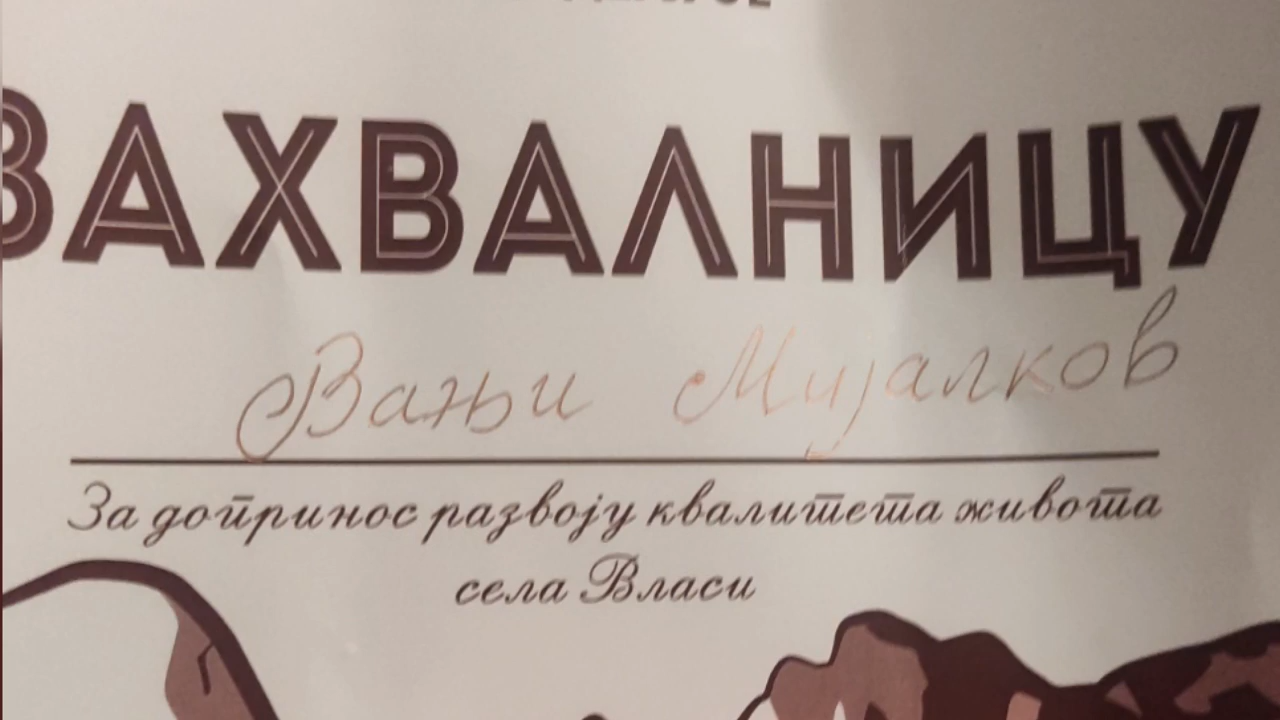 ЗАХВАЛНИЦУ
Вањи Мијалков
За допринос развоју квалитета живота
села Власи